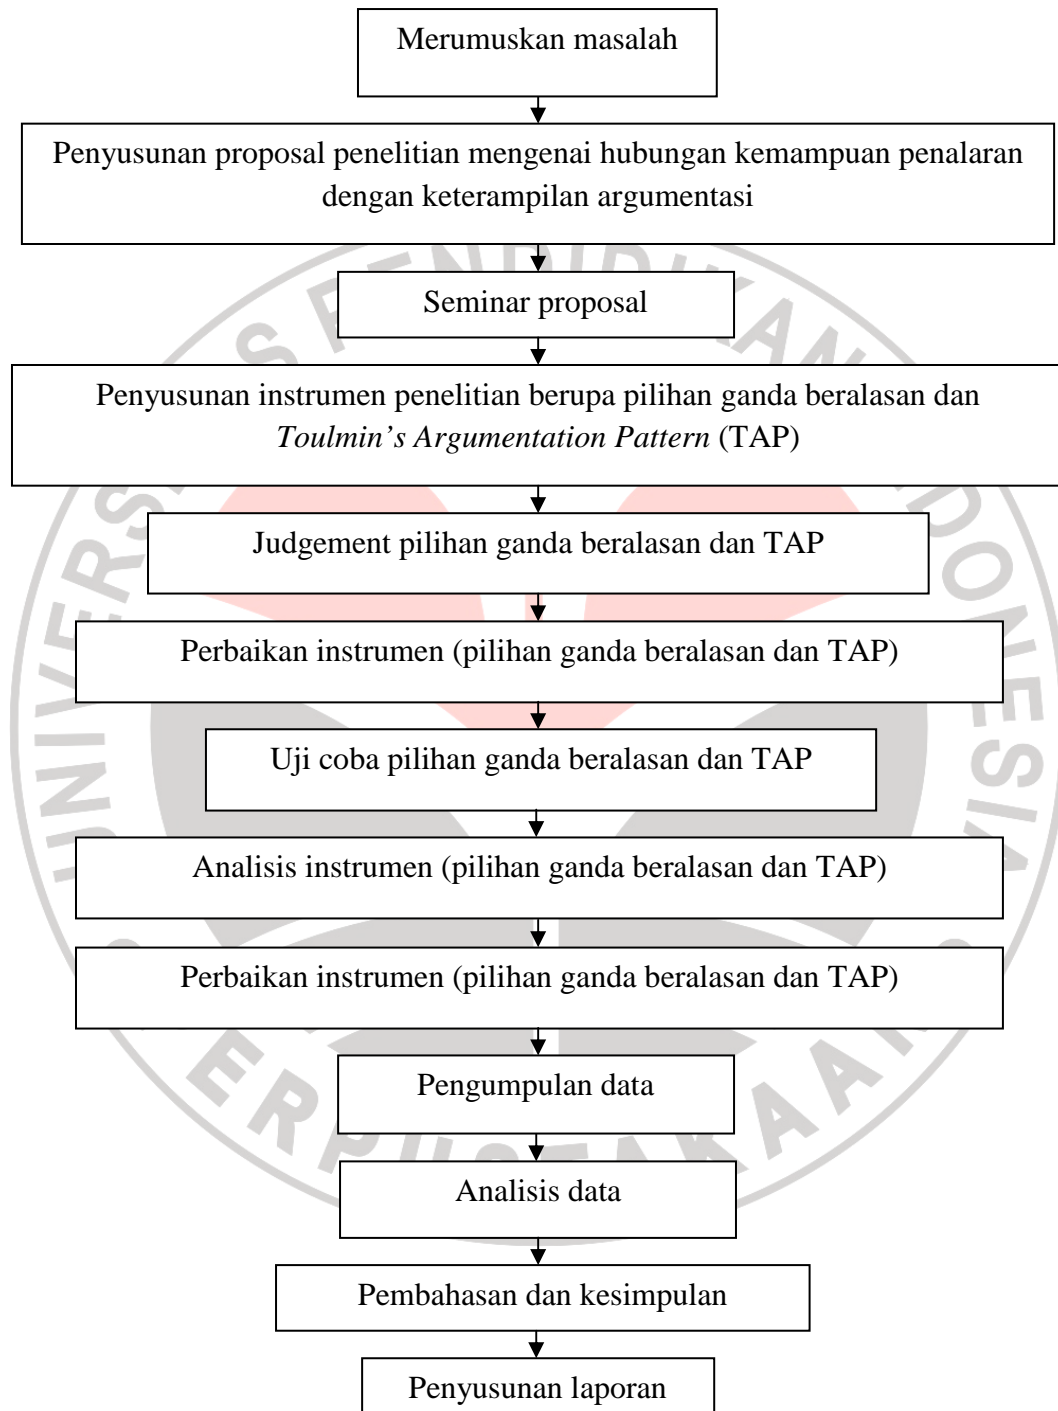 Merumuskan masalah
Penyusunan proposal penelitian mengenai hubungan kemampuan penalaran
dengan keterampilan argumentasi
Seminar proposal
Penyusunan instrumen penelitian berupa pilihan ganda beralasan dan
Toulmin’s Argumentation Pattern (TAP)
Judgement pilihan ganda beralasan dan TAP
Perbaikan instrumen (pilihan ganda beralasan dan TAP)
Uji coba pilihan ganda beralasan dan TAP
Analisis instrumen (pilihan ganda beralasan dan TAP)
Perbaikan instrumen (pilihan ganda beralasan dan TAP)
Pengumpulan data
Analisis data
Pembahasan dan kesimpulan
Penyusunan laporan